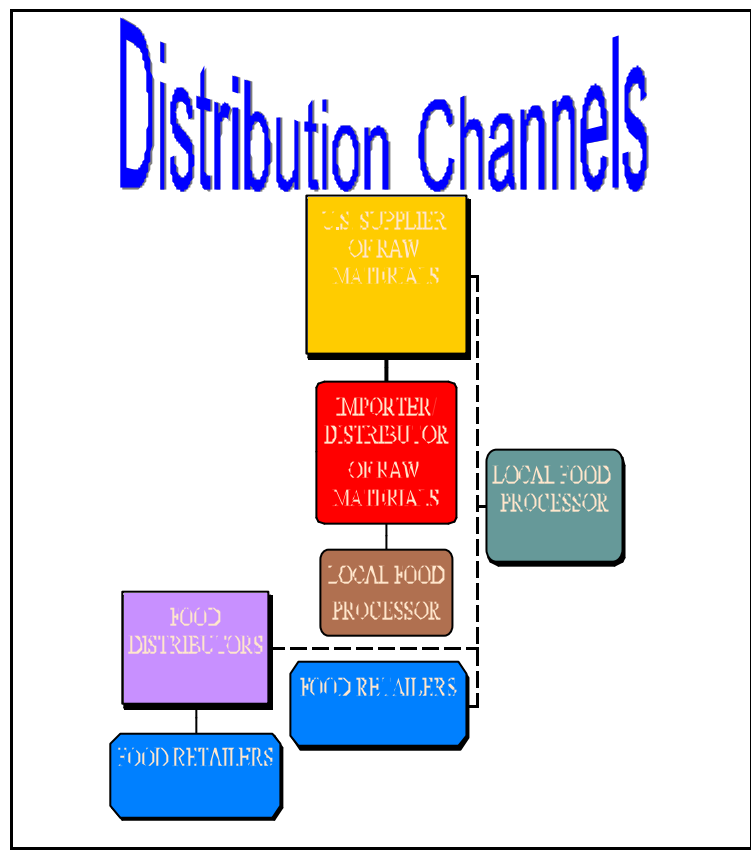 Distribution Channels
U.S. SUPPLIER
OF RAW
MATERIALS
IMPORTER/
DISTRIBUTOR
OF RAW
MATERIALS
LOCAL FOOD
PROCESSOR
LOCAL FOOD
PROCESSOR
FOOD
DISTRIBUTORS
FOOD RETAILERS
FOOD RETAILERS